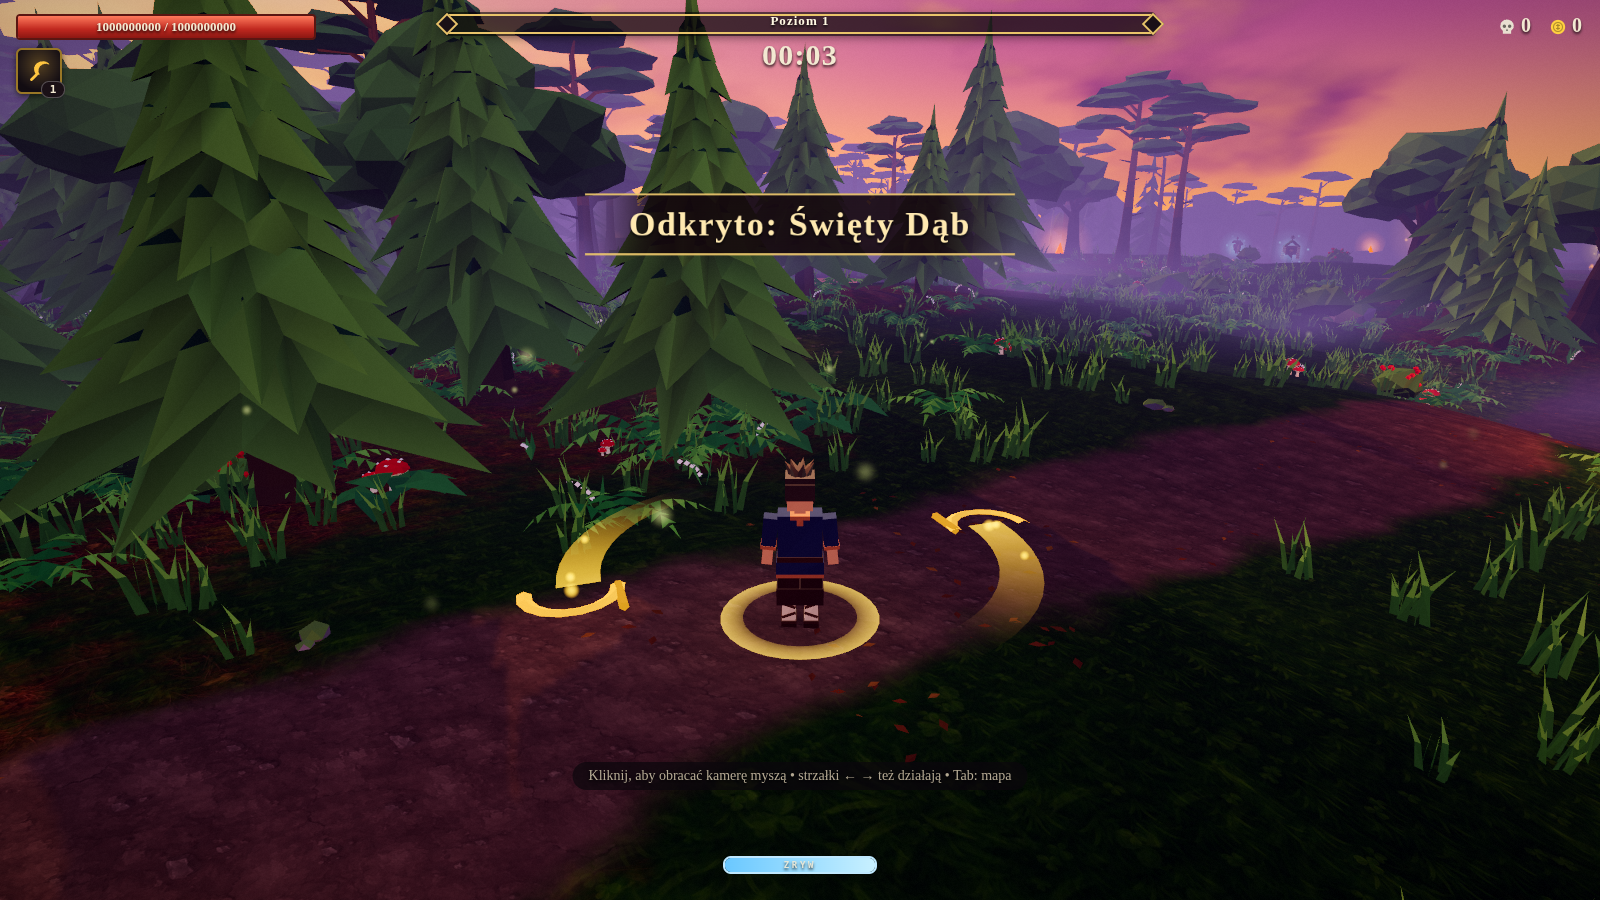 1000000000 / 1000000000
Poziom 1
0
0
00:03
1
Odkryto: Święty Dąb
Kliknij, aby obracać kamerę myszą • strzałki ← → też działają • Tab: mapa
ZRYW